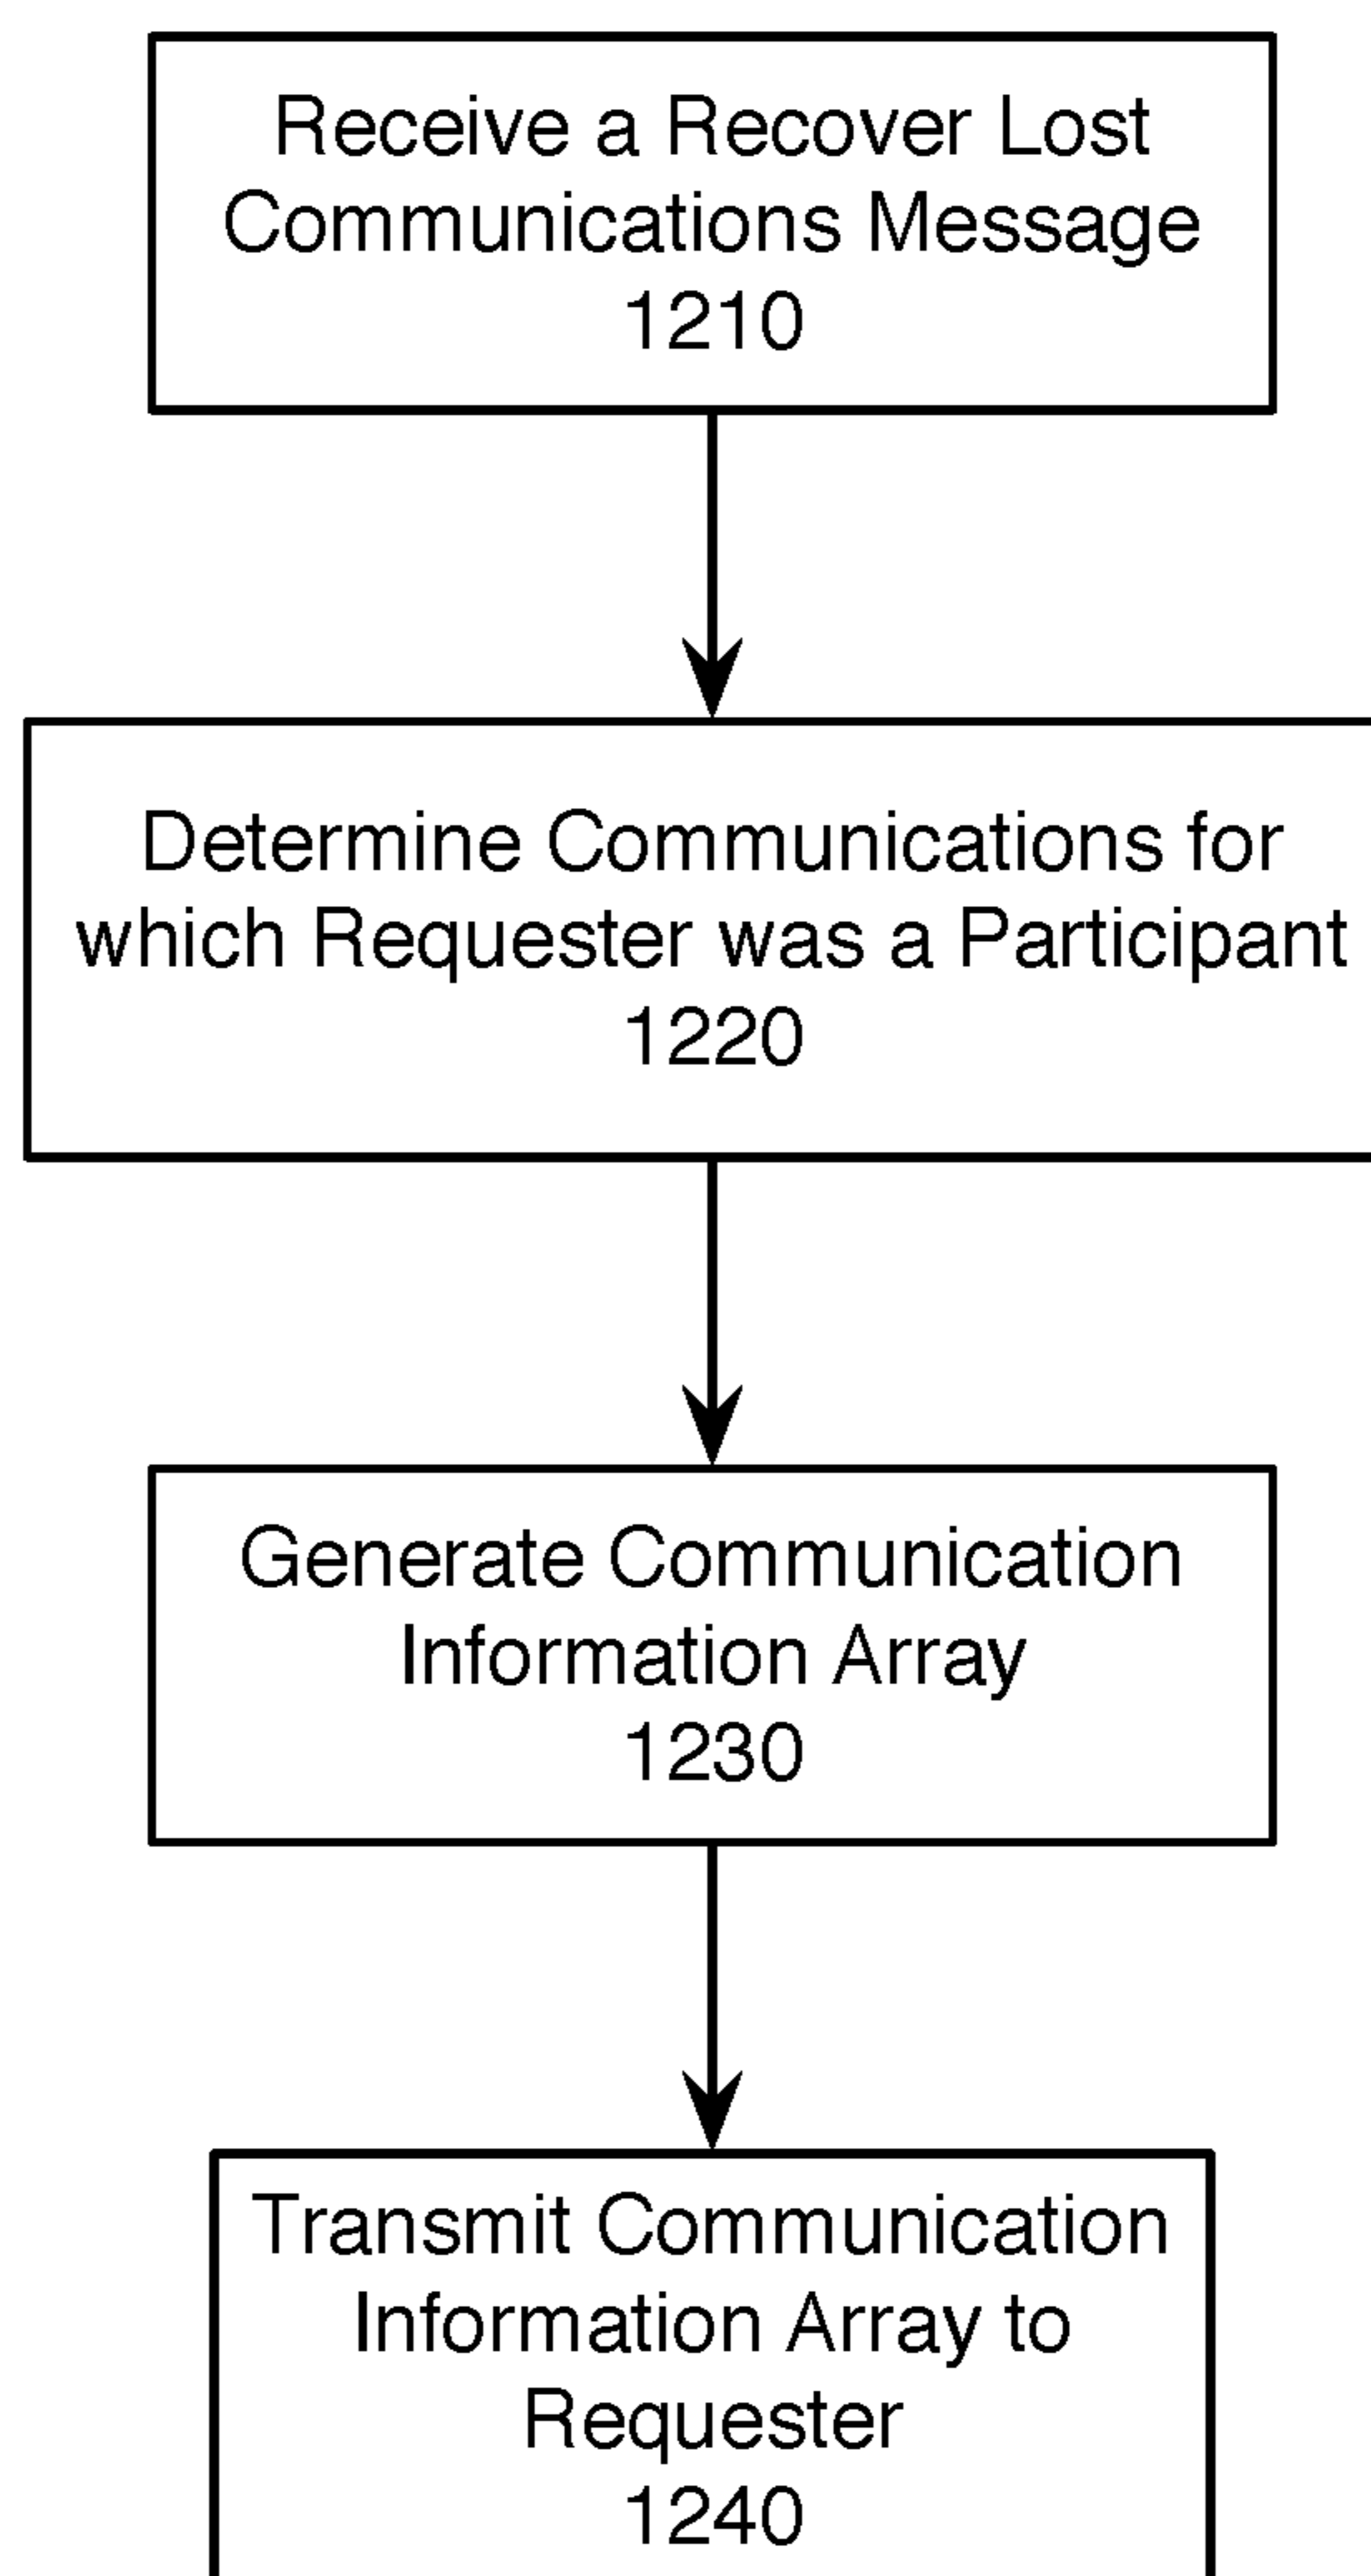 Receive a Recover Lost
Communications Message
1210
Determine Communications for
which Requester was a Participant
1220
Generate Communication
Information Array
1230
Transmit Communication
Information Array to
Requester
1240